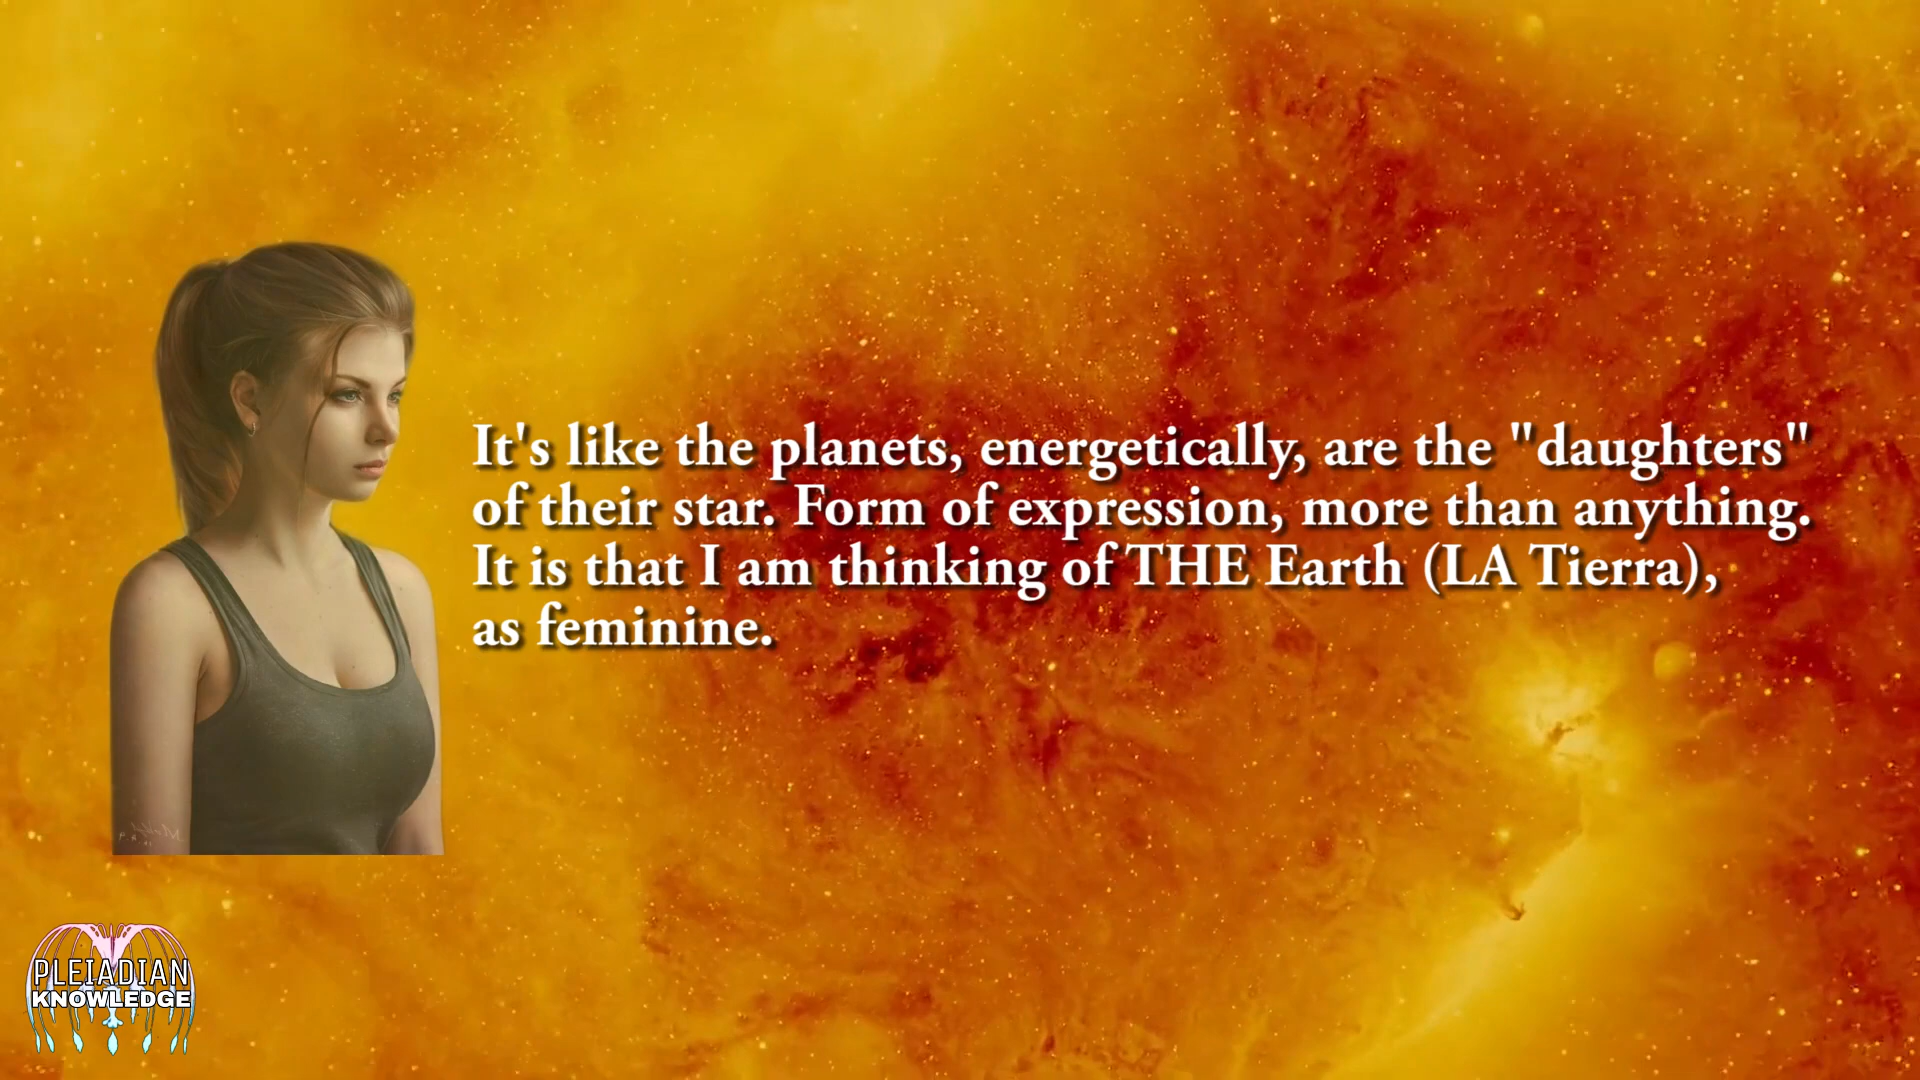 It's like the planets, energetically, are the "daughters"
of their star. Form of expression, more than anything.
It is that I am thinking of THE Earth (LA Tierra),
as feminine.
PLEIADIAN
KNOWLEDGE